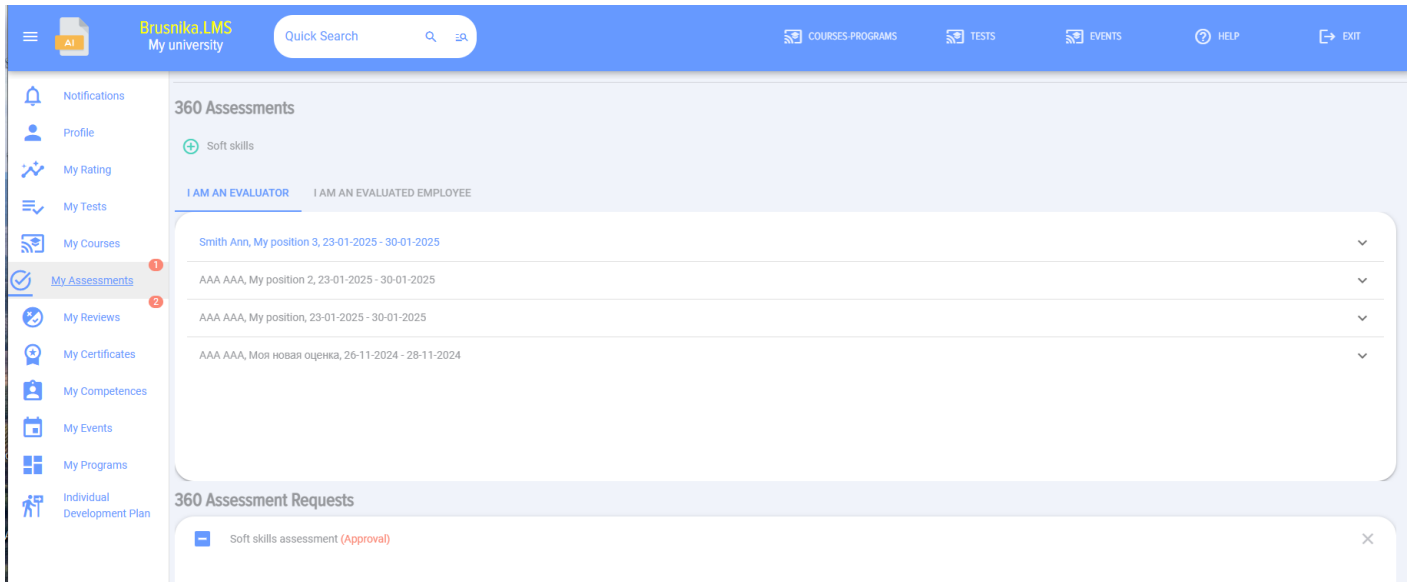 AI
Brusnika.LMS
My university
Quick Search
COURSES-PROGRAMS
TESTS
EVENTS
HELP
EXIT
Notifications
Profile
My Rating
My Tests
My Courses
My Assessments
1
My Reviews
2
My Certificates
My Competences
My Events
My Programs
Individual
Development Plan
360 Assessments
Soft skills
I AM AN EVALUATOR I AM AN EVALUATED EMPLOYEE
Smith Ann, My position 3, 23-01-2025 - 30-01-2025
AAA AAA, My position 2, 23-01-2025 - 30-01-2025
AAA AAA, My position, 23-01-2025 - 30-01-2025
AAA AAA, Моя новая оценка, 26-11-2024 - 28-11-2024
360 Assessment Requests
Soft skills assessment (Approval)